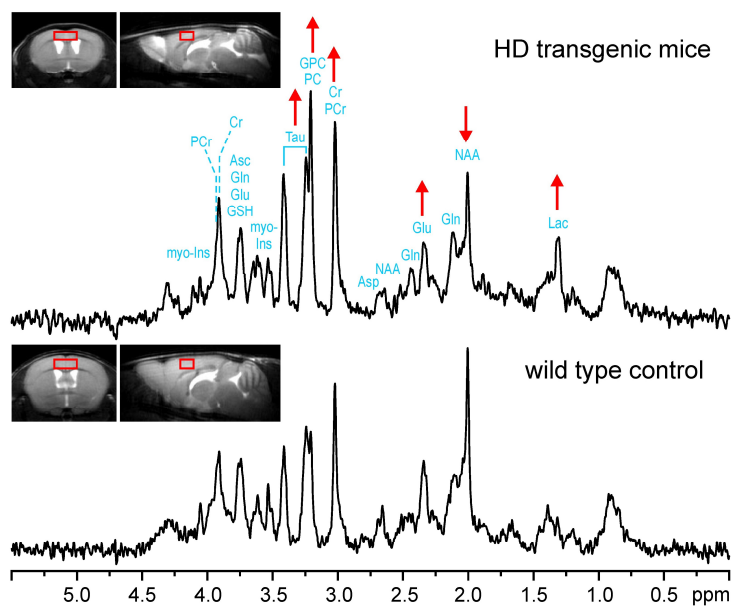 HD transgenic mice
GPC
PC
Cr
PCr
Tau
PCr
Cr
Asc
Gln
Glu
GSH
myo-
Ins
myo-Ins
NAA
Glu
Gln
Gln
NAA
Asp
Lac
wild type control
5.0 4.5 4.0 3.5 3.0 2.5 2.0 1.5 1.0 0.5 ppm